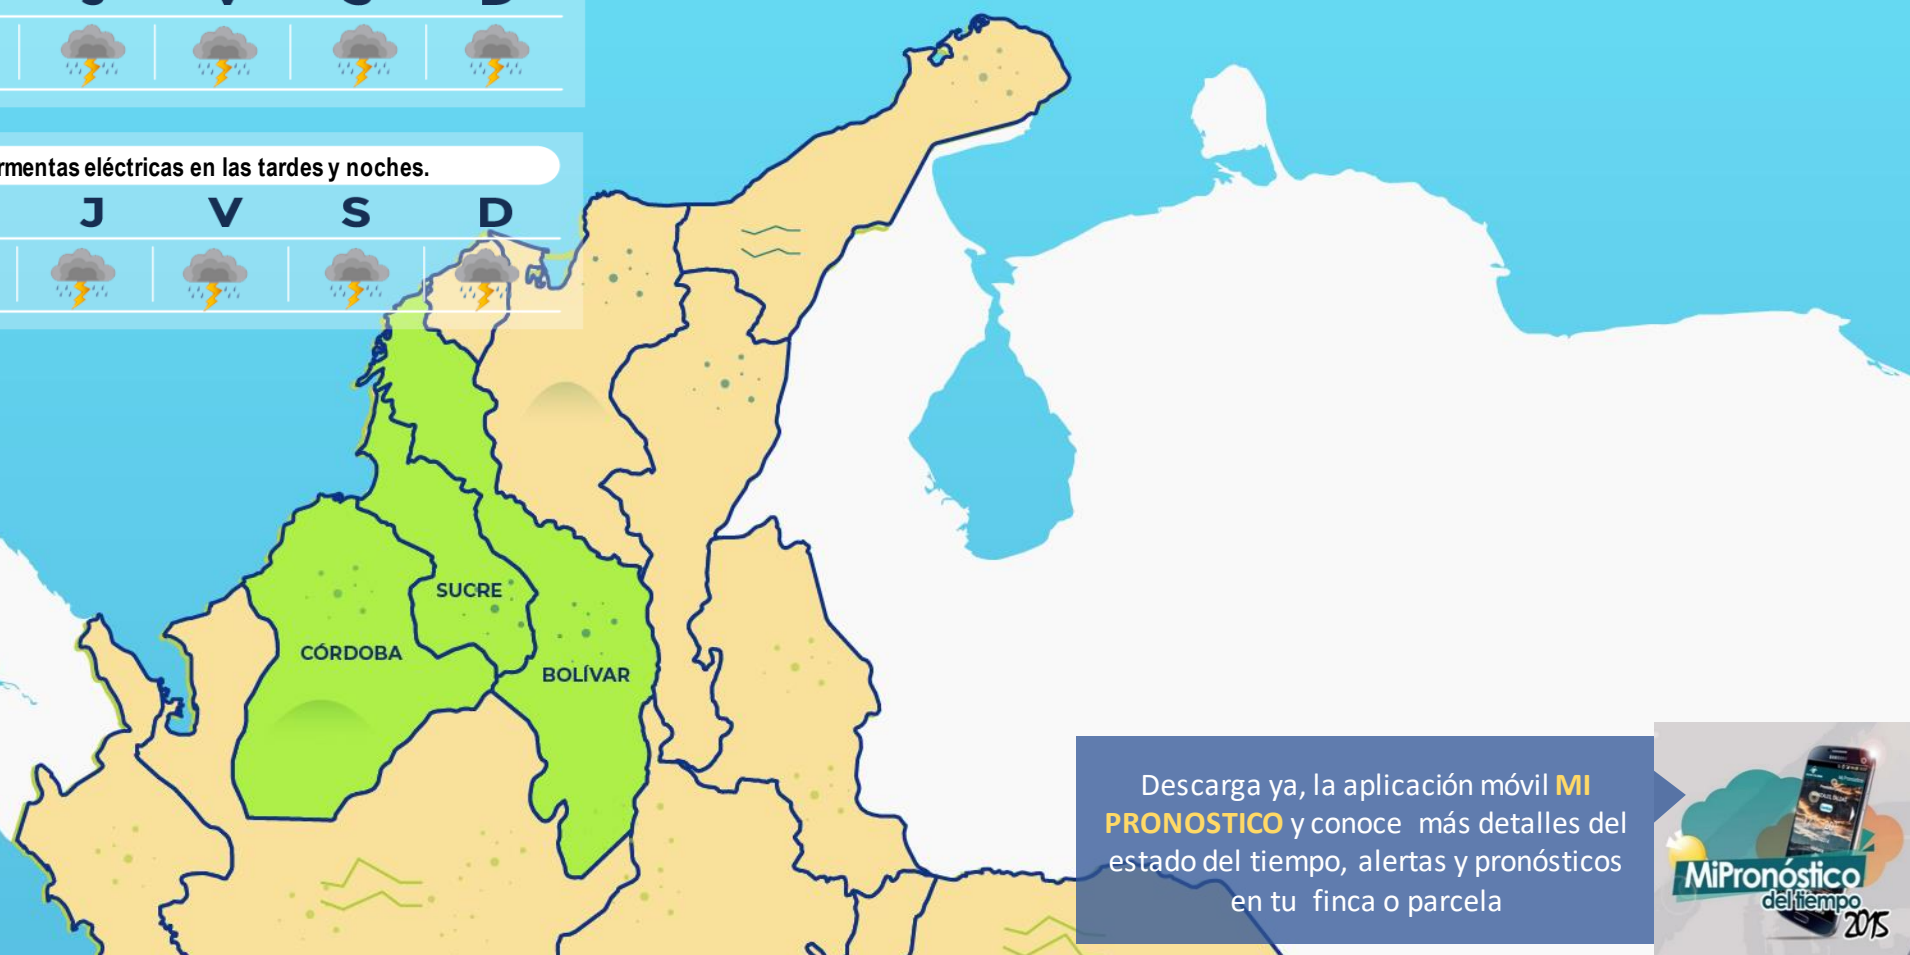 eléctricas en las tardes y noches.
J V S D
SUCRE
CÓRDOBA
BOLÍVAR
Descarga ya, la aplicación móvil MI
PRONOSTICO y conoce más detalles del
estado del tiempo, alertas y pronósticos
en tu finca o parcela
MiPronóstico
del tiempo
2015